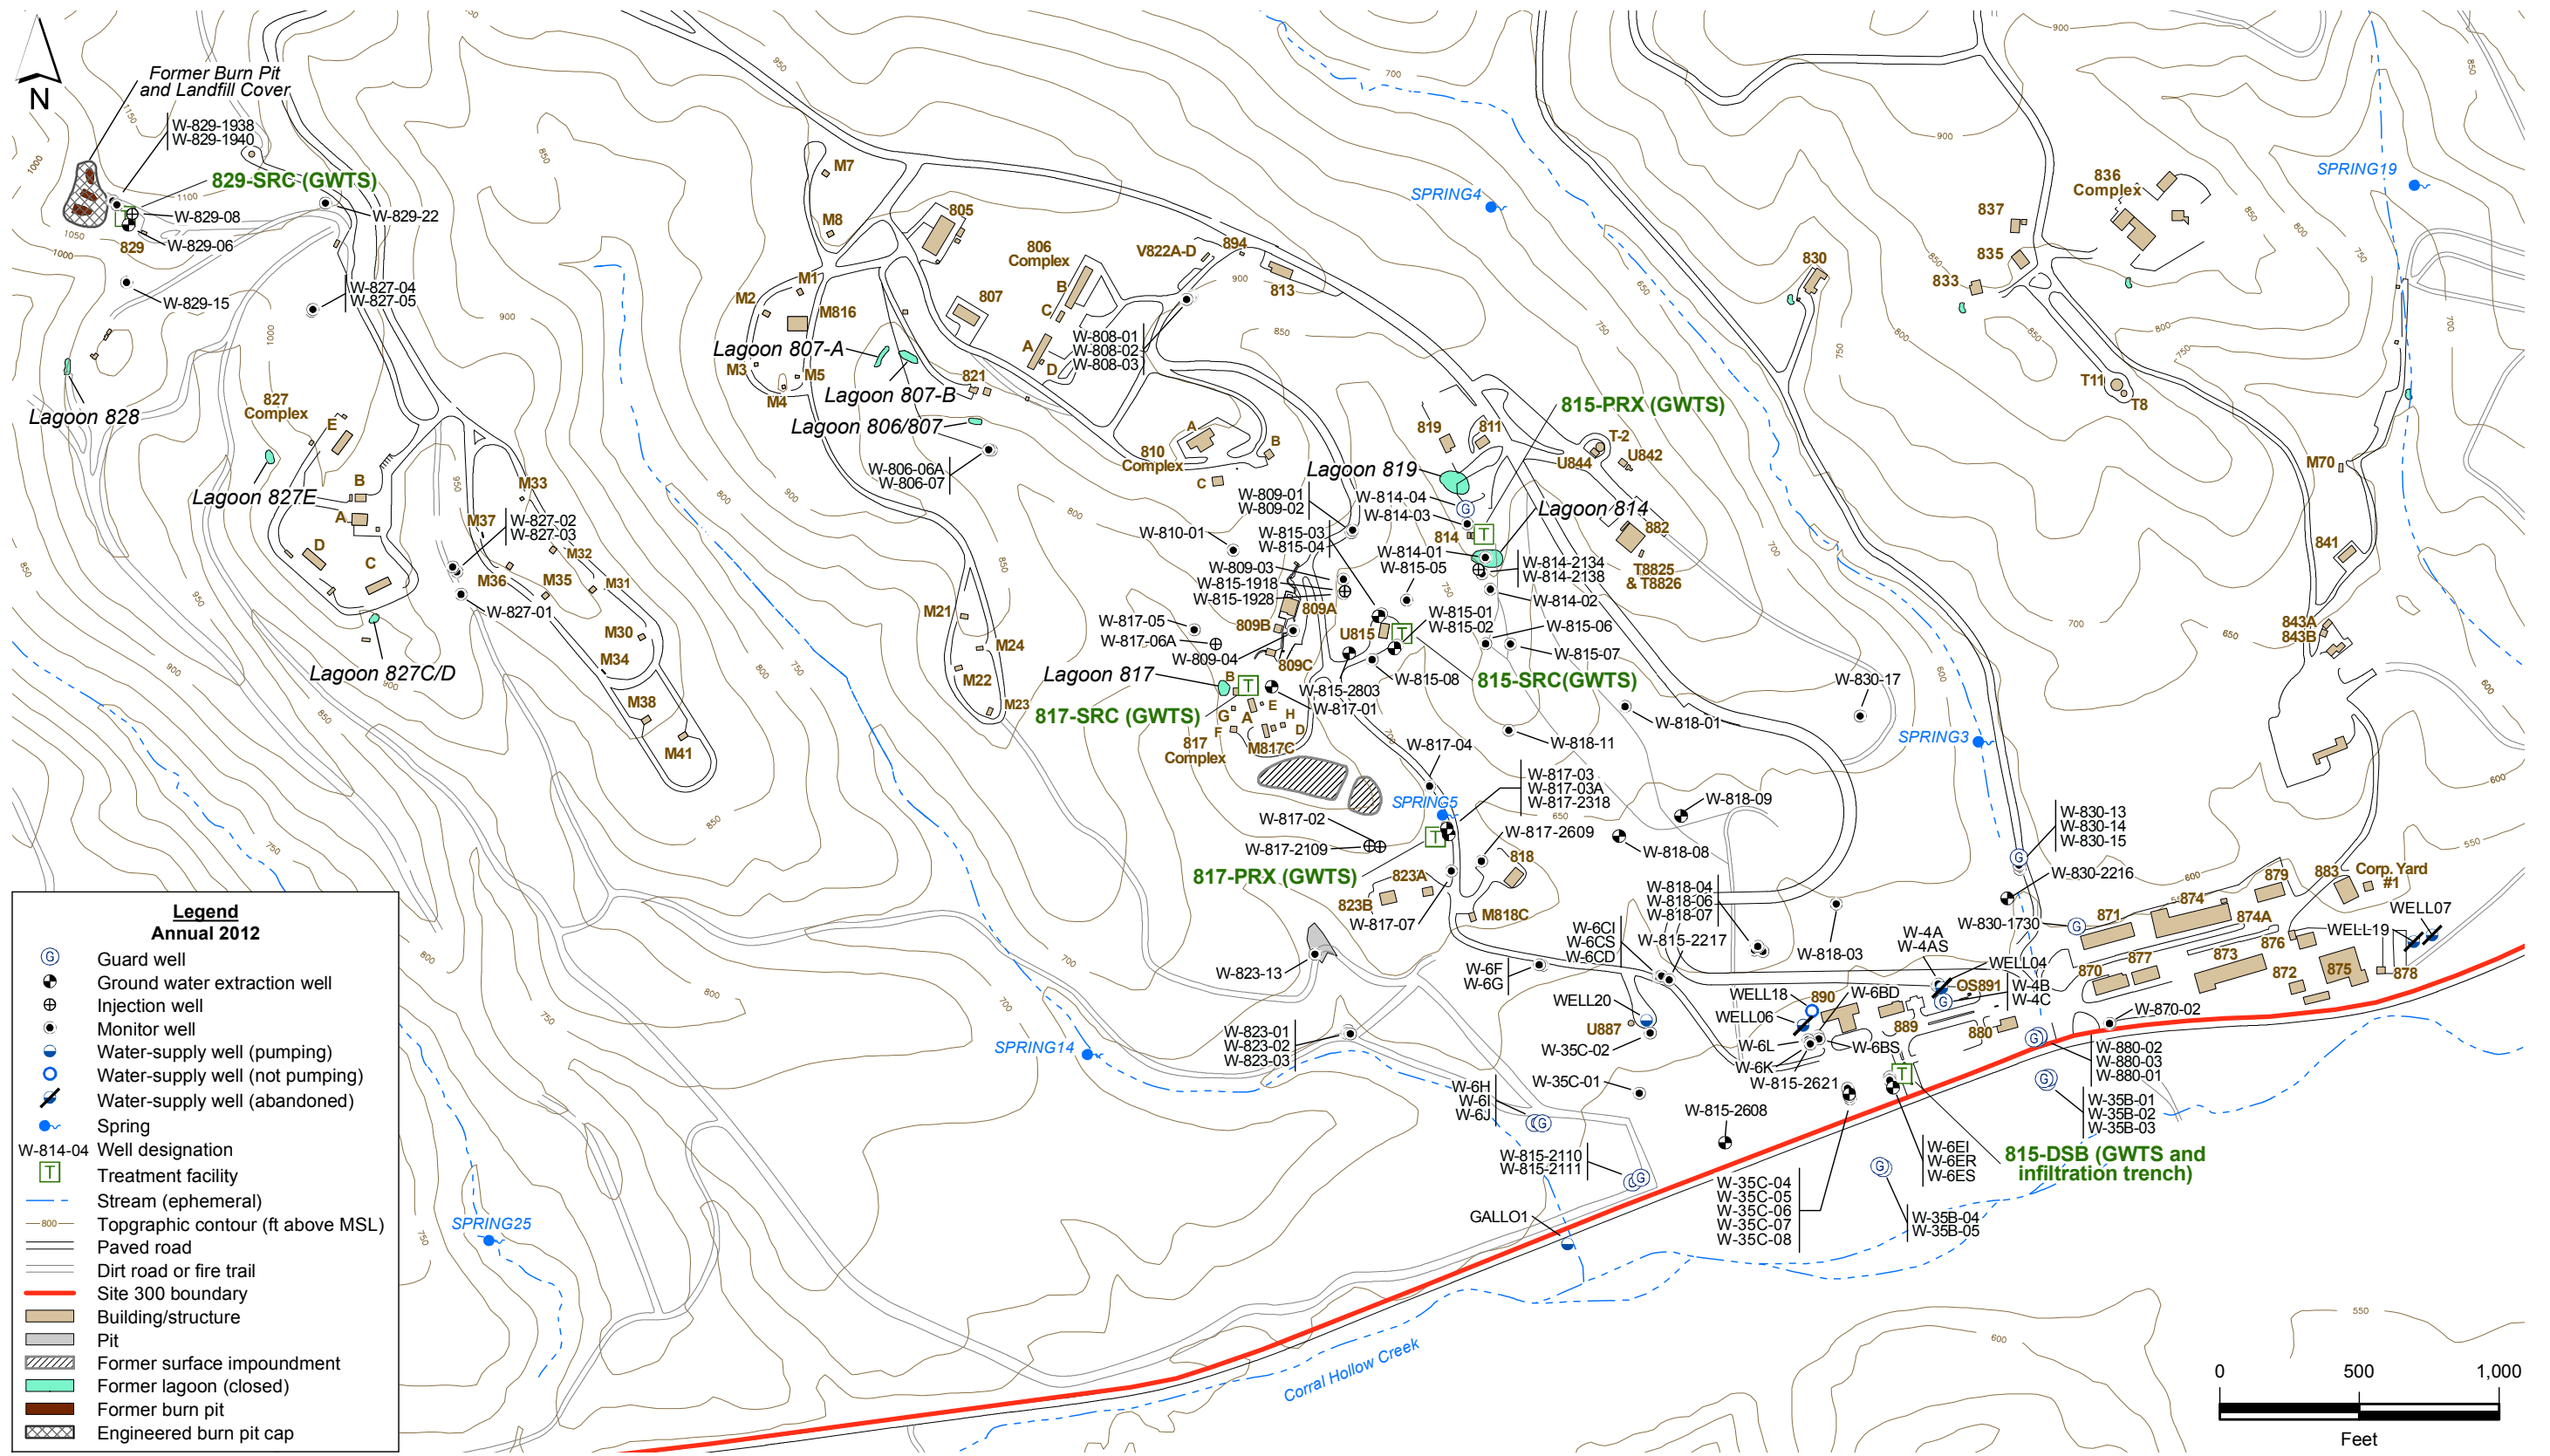 N
Former Burn Pit
and Landfill Cover
W-829-1938
W-829-1940
829-SRC (GWTS)
W-829-08
W-829-06
829
W-829-22
W-829-15
W-827-04
W-827-05
Lagoon 828
827
Complex
E
B
A
D
C
Lagoon 827E
Lagoon 827C/D
W-827-02
W-827-03
W-827-01
M33
M37
M32
M36
M35
M31
M30
M34
M38
M41
M7
M8
M1
M2
M816
M3
M5
M4
805
807
806
Complex
B
C
A
D
V822A-D
894
813
Lagoon 807-A
Lagoon 807-B
821
Lagoon 806/807
W-806-06A
W-806-07
W-808-01
W-808-02
W-808-03
810
Complex
A
B
C
M21
M24
M22
M23
SPRING4
815-PRX (GWTS)
819
811
T-2
U844
U842
Lagoon 819
Lagoon 814
882
T8825
& T8826
W-809-01
W-809-02
W-814-04
W-814-03
814
W-810-01
W-815-03
W-815-04
W-814-01
W-815-05
W-814-2134
W-814-2138
W-814-02
W-809-03
W-815-1918
W-815-1928
809A
809B
809C
W-809-04
U815
W-815-01
W-815-02
W-815-06
W-815-07
W-815-08
815-SRC(GWTS)
W-815-2803
W-817-05
W-817-06A
Lagoon 817
817-SRC (GWTS)
W-817-01
B
E
G
A
H
F
D
M817C
817
Complex
W-817-04
W-818-01
W-818-11
W-817-03
W-817-03A
W-817-2318
SPRING5
W-817-02
W-817-2109
W-817-2609
817-PRX (GWTS)
818
823A
823B
W-817-07
M818C
W-818-09
W-818-08
W-818-04
W-818-06
W-818-07
W-818-03
W-830-17
SPRING3
830
837
835
833
836
Complex
SPRING19
T11
T8
M70
841
843A
843B
W-830-13
W-830-14
W-830-15
W-830-2216
W-830-1730
871
874
874A
879
883
Corp. Yard
#1
WELL07
WELL19
876
877
870
873
872
875
878
W-870-02
W-4A
W-4AS
WELL04
OS891
W-4B
W-4C
W-6CI
W-6CS
W-6CD
W-815-2217
W-6F
W-6G
WELL20
U887
W-35C-02
W-35C-01
WELL18
WELL06
890
W-6BD
889
880
W-6L
W-6BS
W-6K
W-815-2621
W-815-2608
W-880-02
W-880-03
W-880-01
W-35B-01
W-35B-02
W-35B-03
815-DSB (GWTS and
infiltration trench)
W-6EI
W-6ER
W-6ES
W-35B-04
W-35B-05
W-35C-04
W-35C-05
W-35C-06
W-35C-07
W-35C-08
W-823-13
W-823-01
W-823-02
W-823-03
SPRING14
W-6H
W-6I
W-6J
W-815-2110
W-815-2111
GALLO1
SPRING25
Corral Hollow Creek
Legend
Annual 2012
G Guard well
Ground water extraction well
Injection well
Monitor well
Water-supply well (pumping)
Water-supply well (not pumping)
Water-supply well (abandoned)
Spring
W-814-04 Well designation
T Treatment facility
Stream (ephemeral)
800 Topgraphic contour (ft above MSL)
Paved road
Dirt road or fire trail
Site 300 boundary
Building/structure
Pit
Former surface impoundment
Former lagoon (closed)
Former burn pit
Engineered burn pit cap
0 500 1,000
Feet